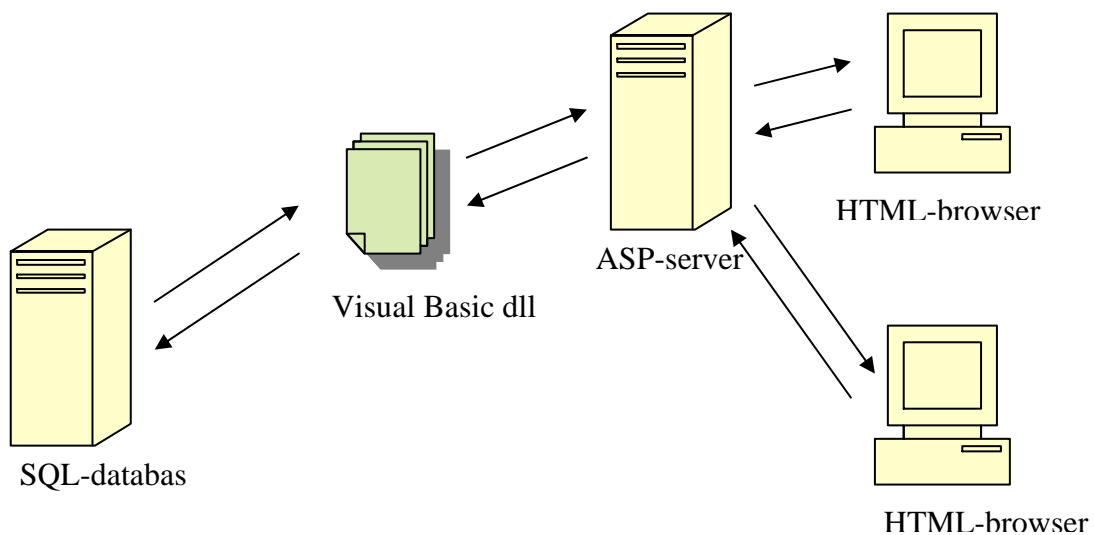 HTML-browser
ASP-server
Visual Basic dll
SQL-databas
HTML-browser